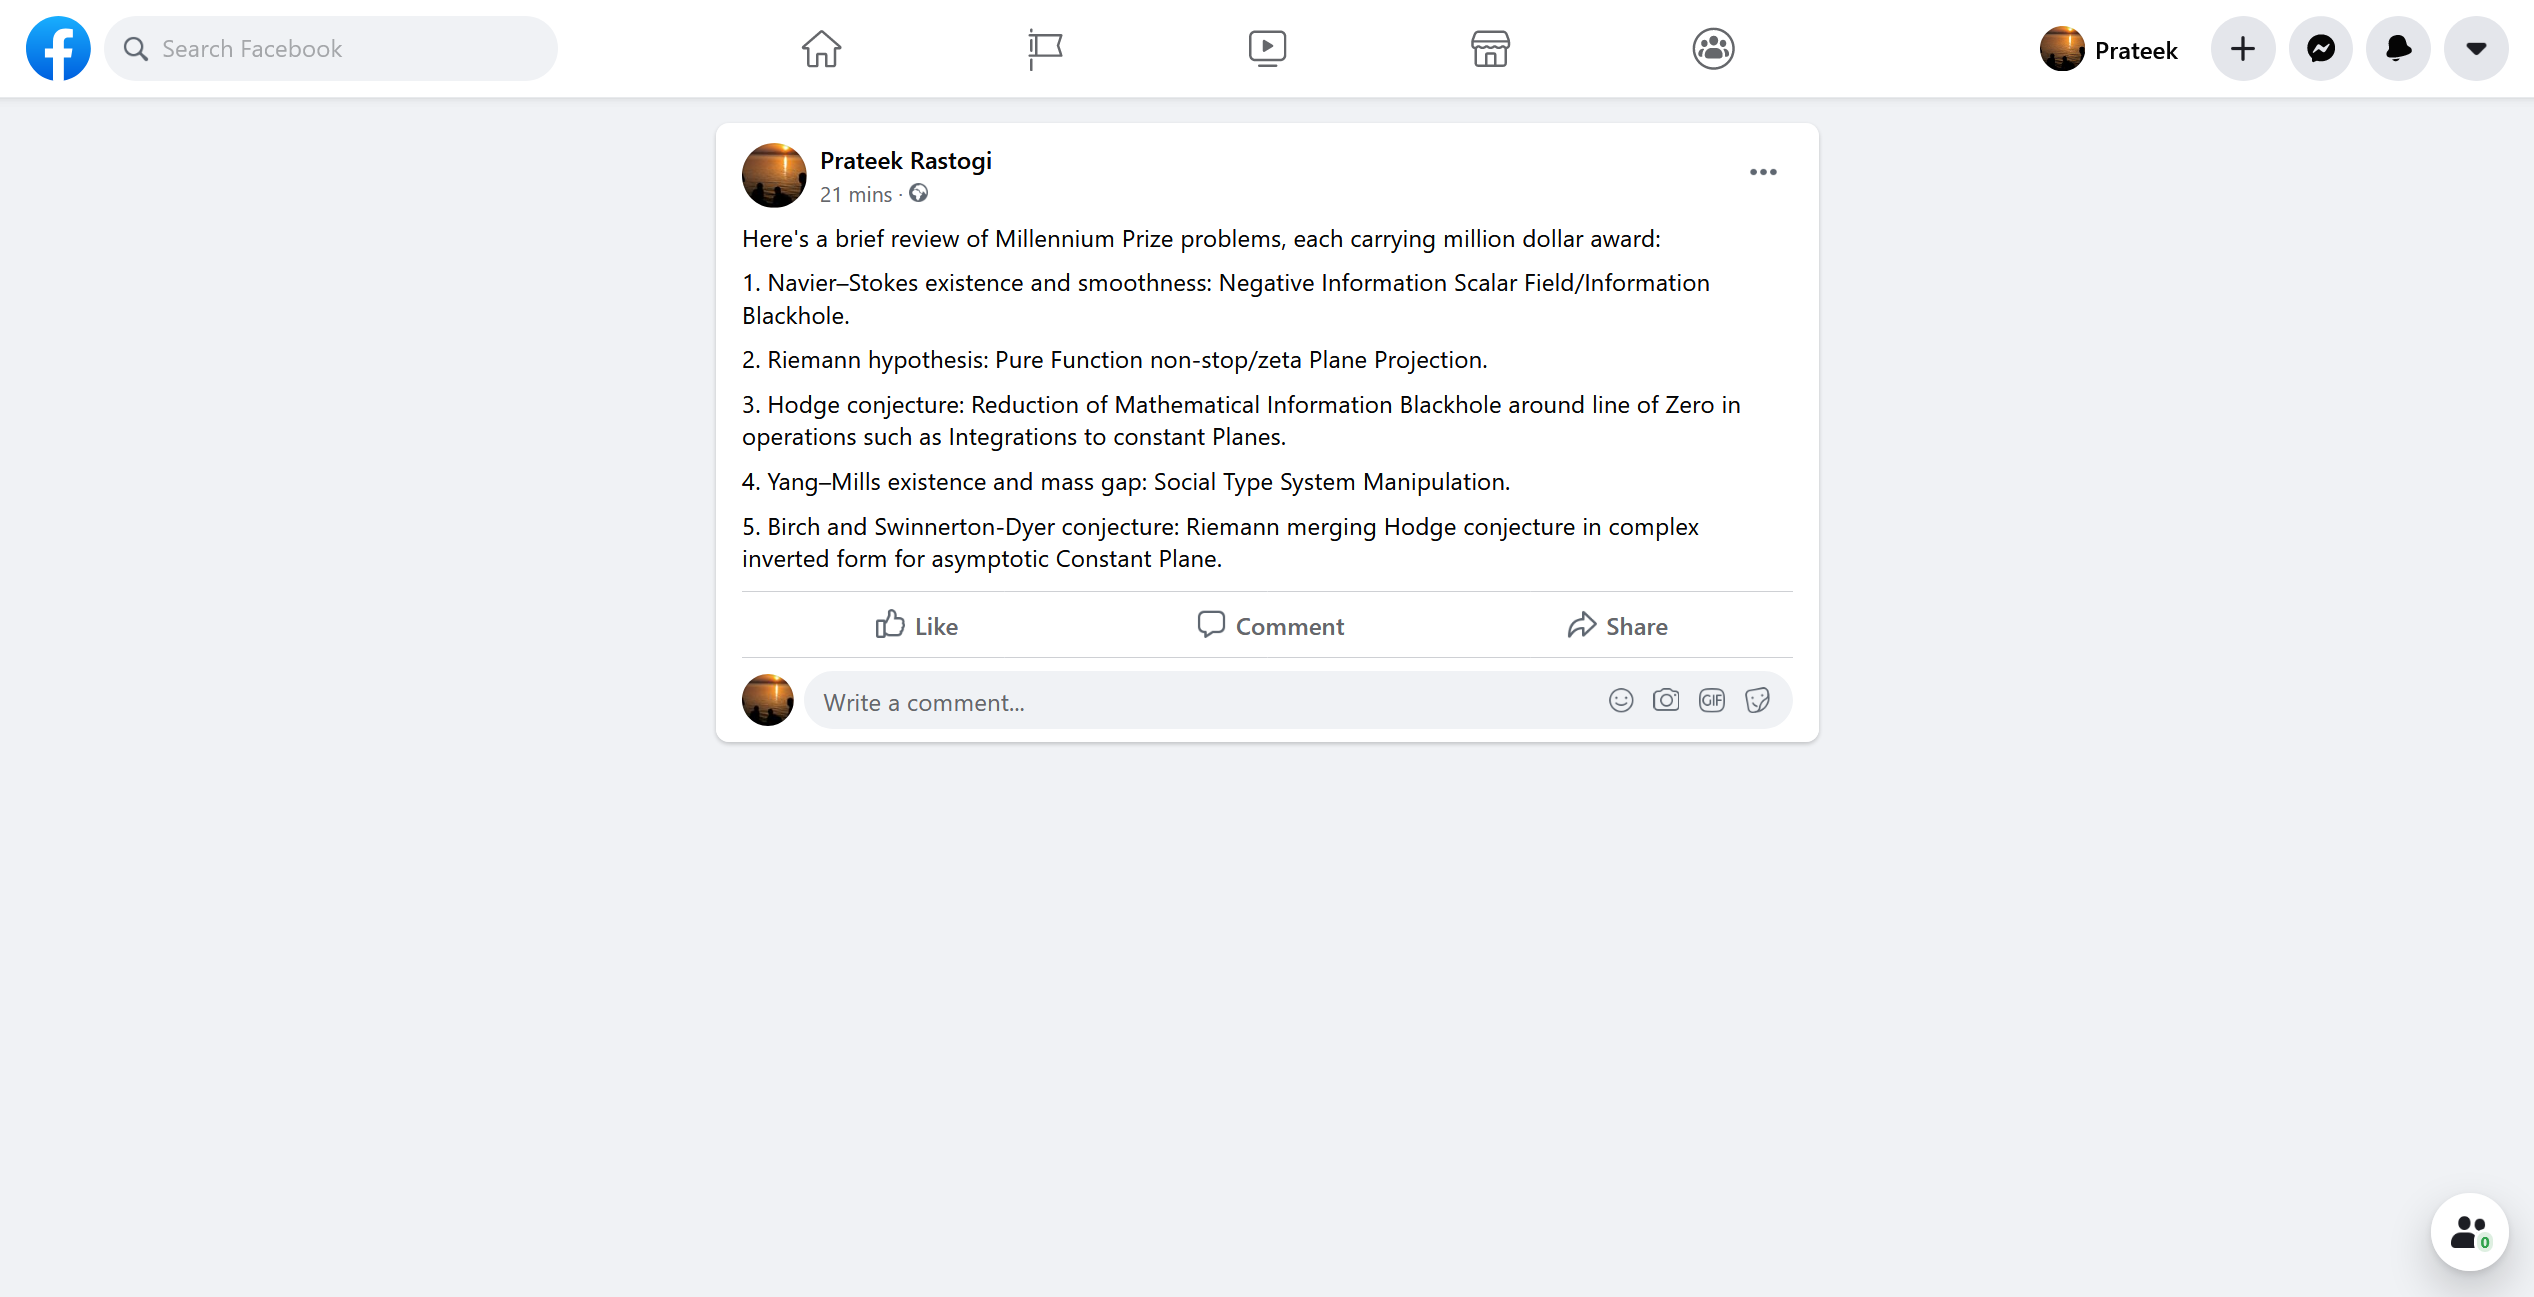 Search Facebook
Prateek
Prateek Rastogi
21 mins ·
Here's a brief review of Millennium Prize problems, each carrying million dollar award:
1. Navier–Stokes existence and smoothness: Negative Information Scalar Field/Information
Blackhole.
2. Riemann hypothesis: Pure Function non-stop/zeta Plane Projection.
3. Hodge conjecture: Reduction of Mathematical Information Blackhole around line of Zero in
operations such as Integrations to constant Planes.
4. Yang–Mills existence and mass gap: Social Type System Manipulation.
5. Birch and Swinnerton-Dyer conjecture: Riemann merging Hodge conjecture in complex
inverted form for asymptotic Constant Plane.
Like Comment Share
Write a comment... GIF
0